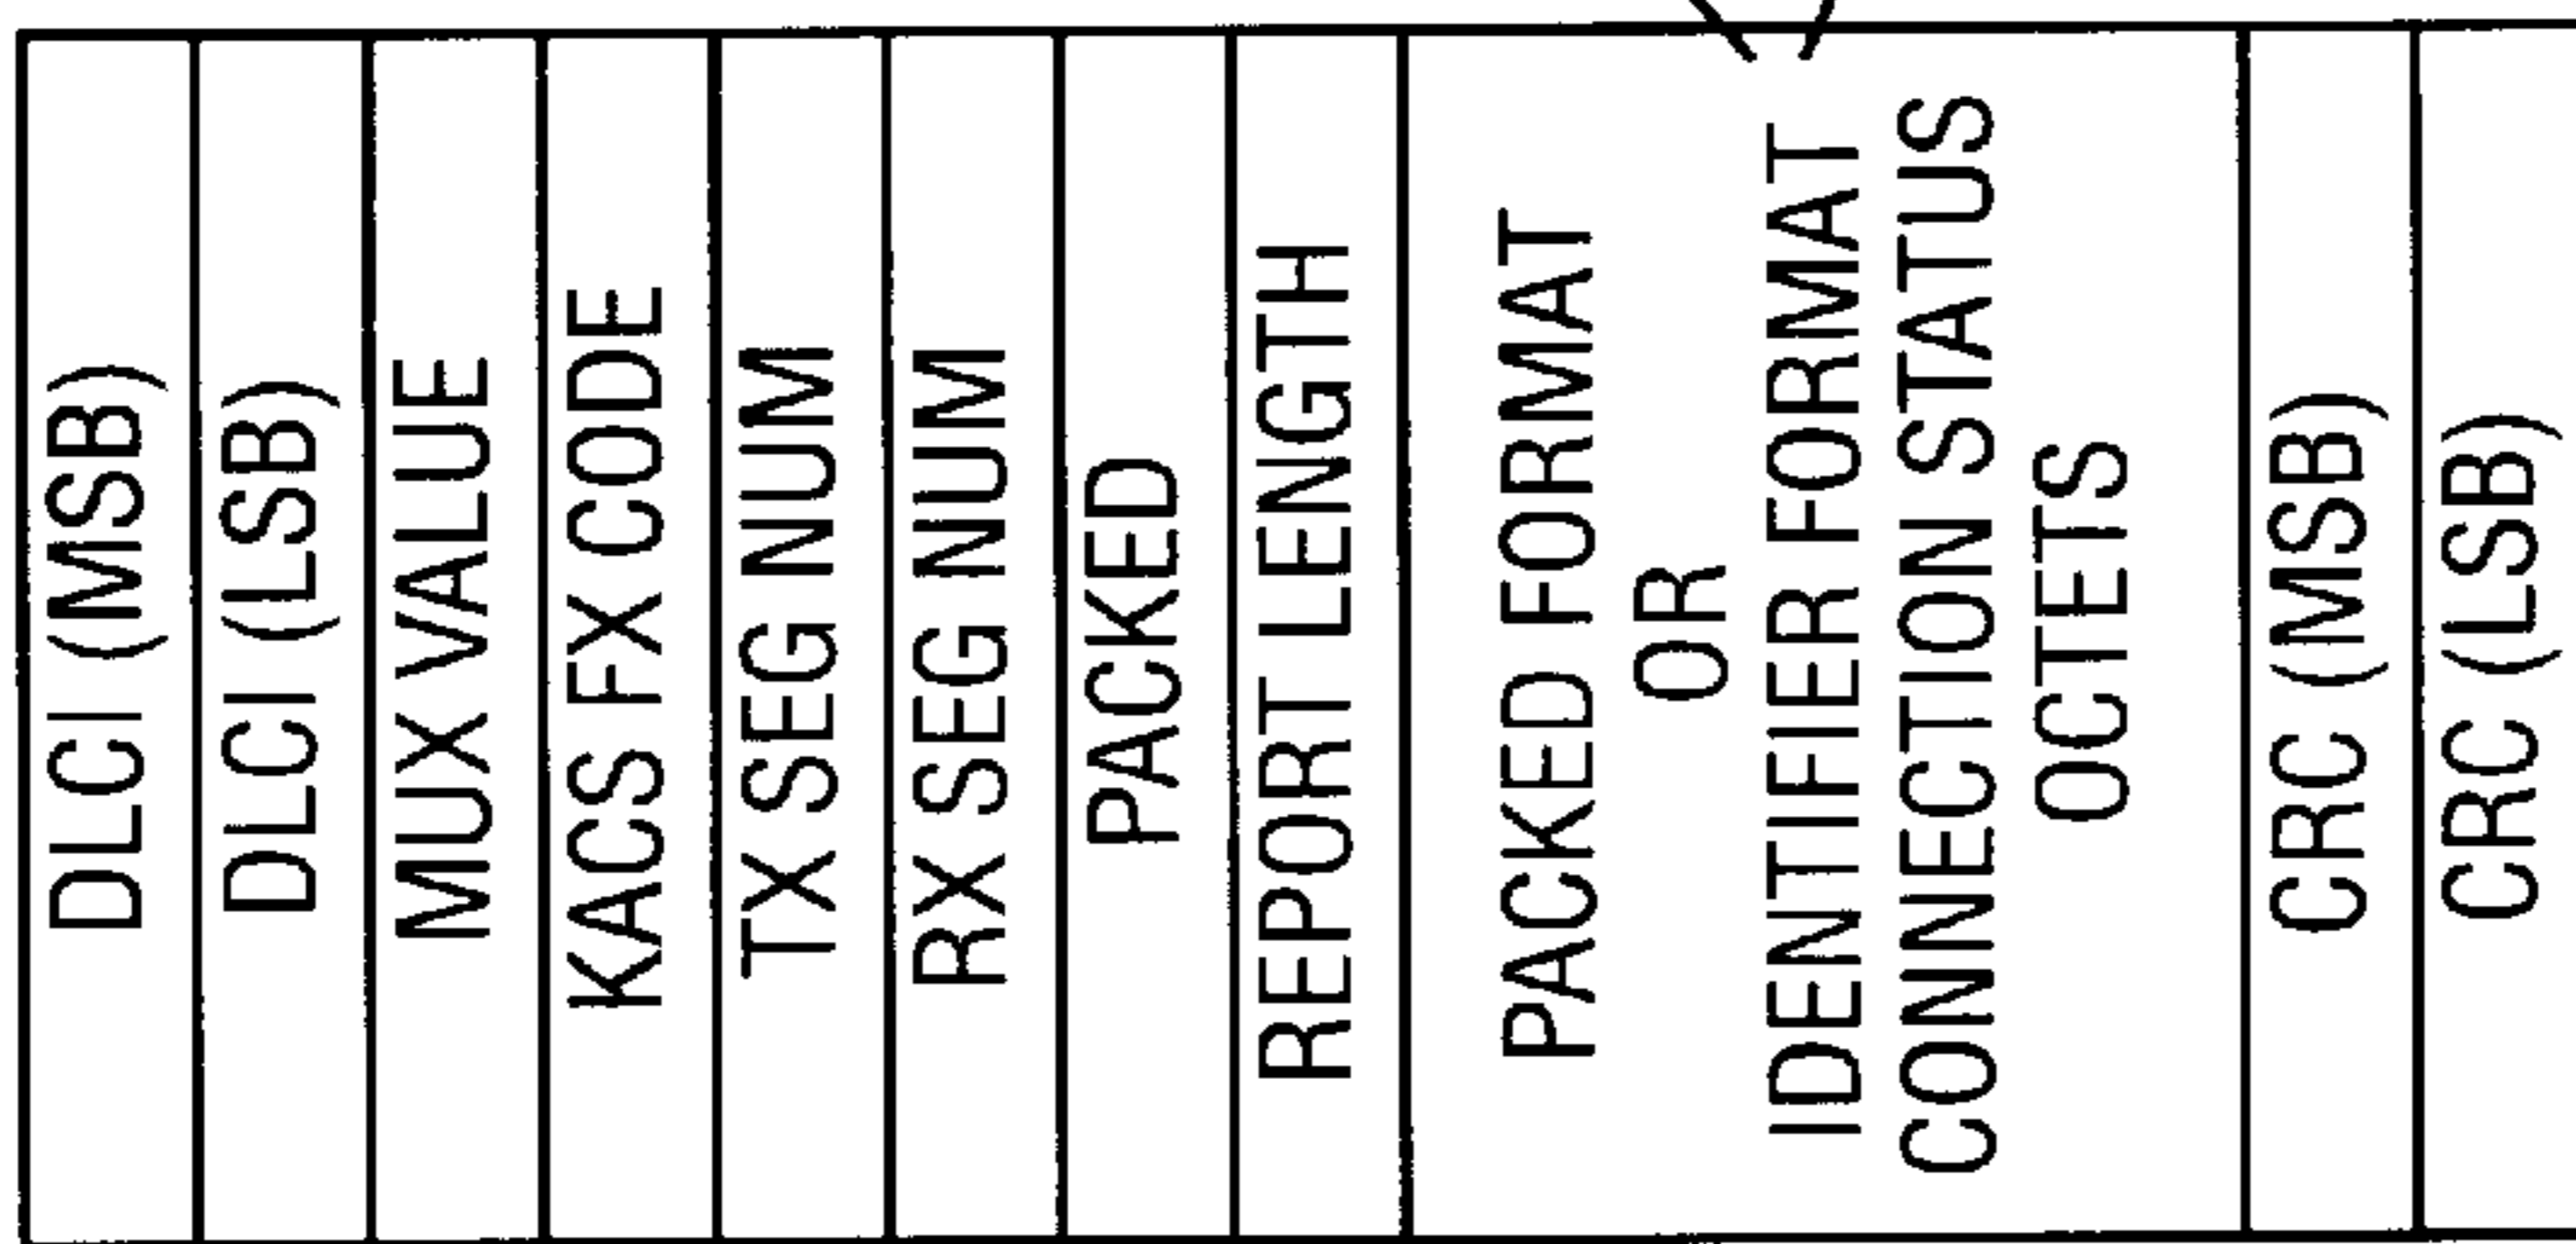 DLCI (MSB)
DLCI (LSB)
MUX VALUE
KACS FX CODE
TX SEG NUM
RX SEG NUM
PACKED
REPORT LENGTH
PACKED FORMAT
OR
IDENTIFIER FORMAT
CONNECTION STATUS
OCTETS
CRC (MSB)
CRC (LSB)